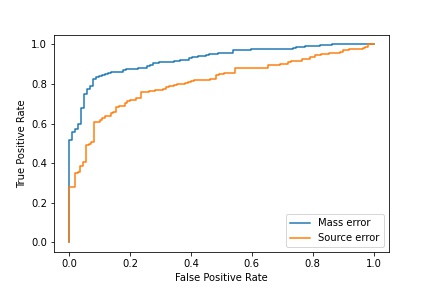 1.0
0.8
0.6
0.4
0.2
0.0
True Positive Rate
Mass error
Source error
0.0 0.2 0.4 0.6 0.8 1.0
False Positive Rate